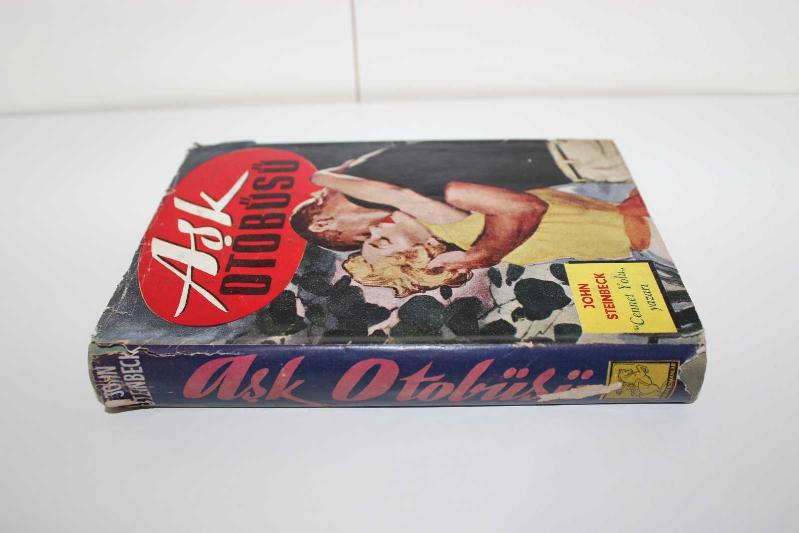 Aşk
OTOBÜSÜ
JOHN
STEINBECK
"Cennet Yolu"
yazarı
JOHN
STEINBECK
Aşk Otobüsü